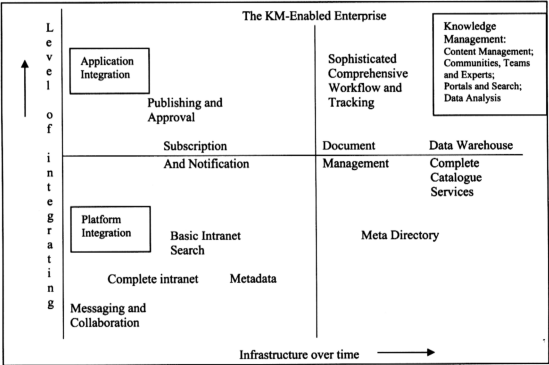 The KM-Enabled Enterprise
Level of integrating
Application
Integration
Publishing and
Approval
Subscription
And Notification
Sophisticated
Comprehensive
Workflow and
Tracking
Knowledge
Management:
Content Management;
Communities, Teams
and Experts;
Portals and Search;
Data Analysis
Document
Management
Data Warehouse
Complete
Catalogue
Services
Platform
Integration
Basic Intranet
Search
Meta Directory
Complete intranet
Metadata
Messaging and
Collaboration
Infrastructure over time